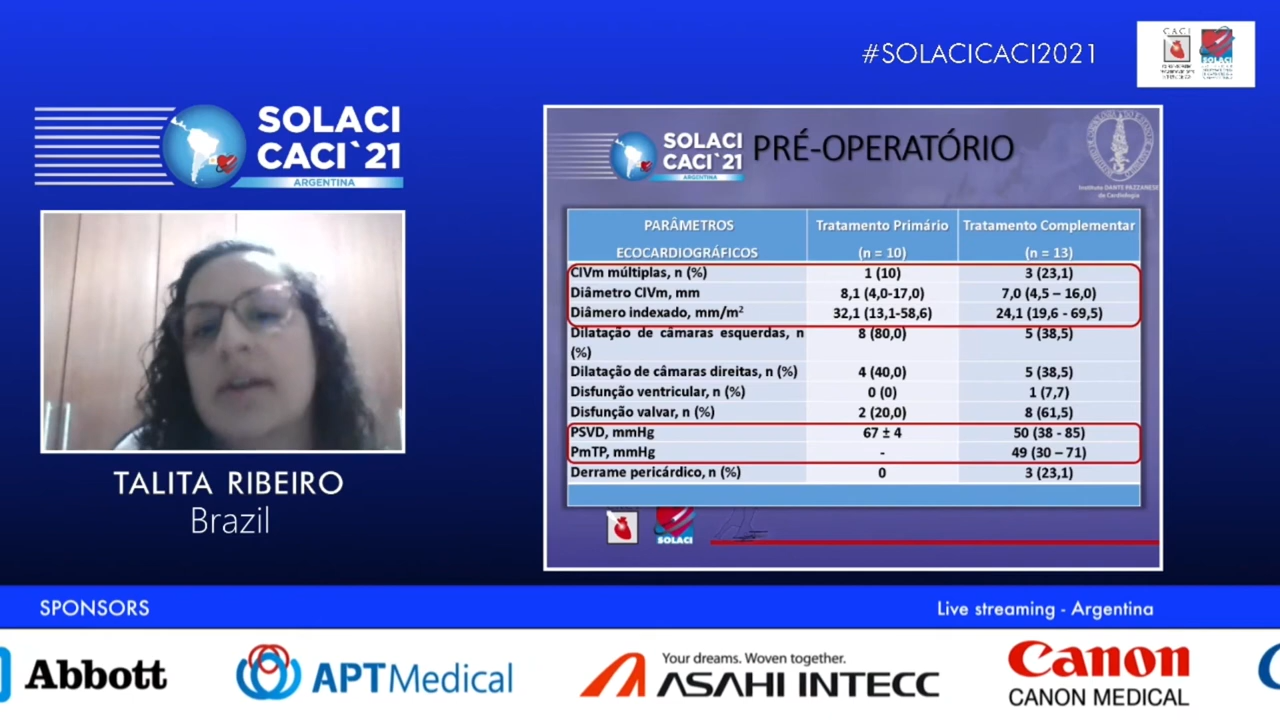 #SOLACICACI2021
C.A.C.I
SOLACI
SOLACI
CACI`21
ARGENTINA
TALITA RIBEIRO
Brazil
SOLACI
CACI`21
ARGENTINA
PRÉ-OPERATÓRIO
Instituto DANTE PAZZANESE
de Cardiologia
PARÂMETROS ECOCARDIOGRÁFICOS Tratamento Primário (n = 10) Tratamento Complementar (n = 13)
CIVm múltiplas, n (%) 1 (10) 3 (23,1)
Diâmetro CIVm, mm 8,1 (4,0-17,0) 7,0 (4,5 – 16,0)
Diâmero indexado, mm/m² 32,1 (13,1-58,6) 24,1 (19,6 - 69,5)
Dilatação de câmaras esquerdas, n (%) 8 (80,0) 5 (38,5)
Dilatação de câmaras direitas, n (%) 4 (40,0) 5 (38,5)
Disfunção ventricular, n (%) 0 (0) 1 (7,7)
Disfunção valvar, n (%) 2 (20,0) 8 (61,5)
PSVD, mmHg 67 ± 4 50 (38 - 85)
PmTP, mmHg - 49 (30 – 71)
Derrame pericárdico, n (%) 0 3 (23,1)
SOLACI
SPONSORS
Live streaming - Argentina
Abbott
APTMedical
Your dreams. Woven together.
ASAHI INTECC
Canon
CANON MEDICAL